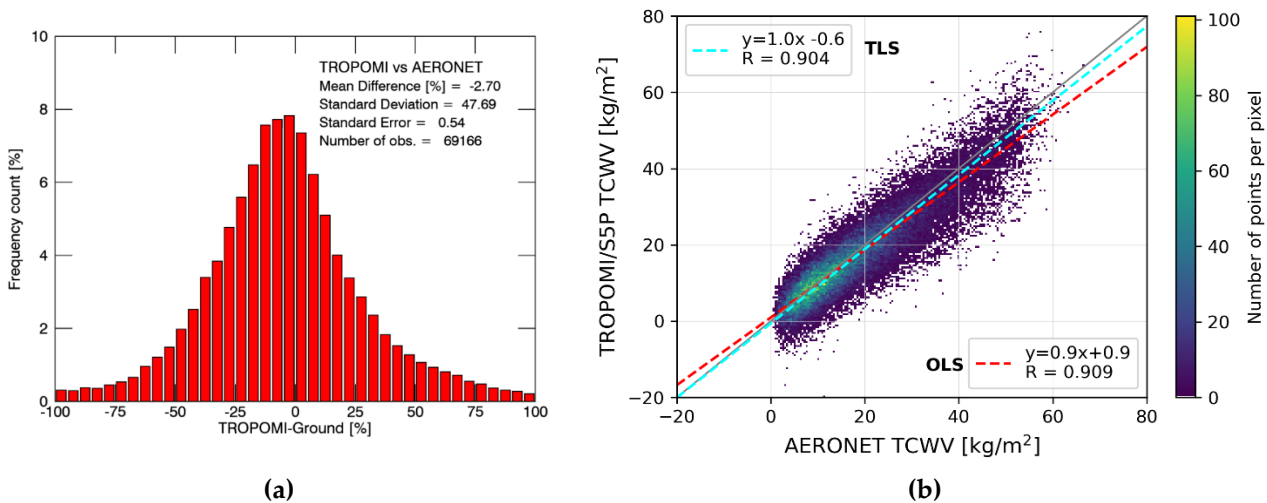 10
8
6
4
2
0
Frequency count [%]
TROPOMI vs AERONET
Mean Difference [%] = -2.70
Standard Deviation = 47.69
Standard Error = 0.54
Number of obs. = 69166
-100
-75
-50
-25
0
25
50
75
100
TROPOMI-Ground [%]
(a)
80
60
40
20
0
−20
TROPOMI/S5P TCWV [kg/m²]
y=1.0x -0.6
R = 0.904
TLS
OLS
y=0.9x+0.9
R = 0.909
−20
0
20
40
60
80
AERONET TCWV [kg/m²]
100
80
60
40
20
0
Number of points per pixel
(b)